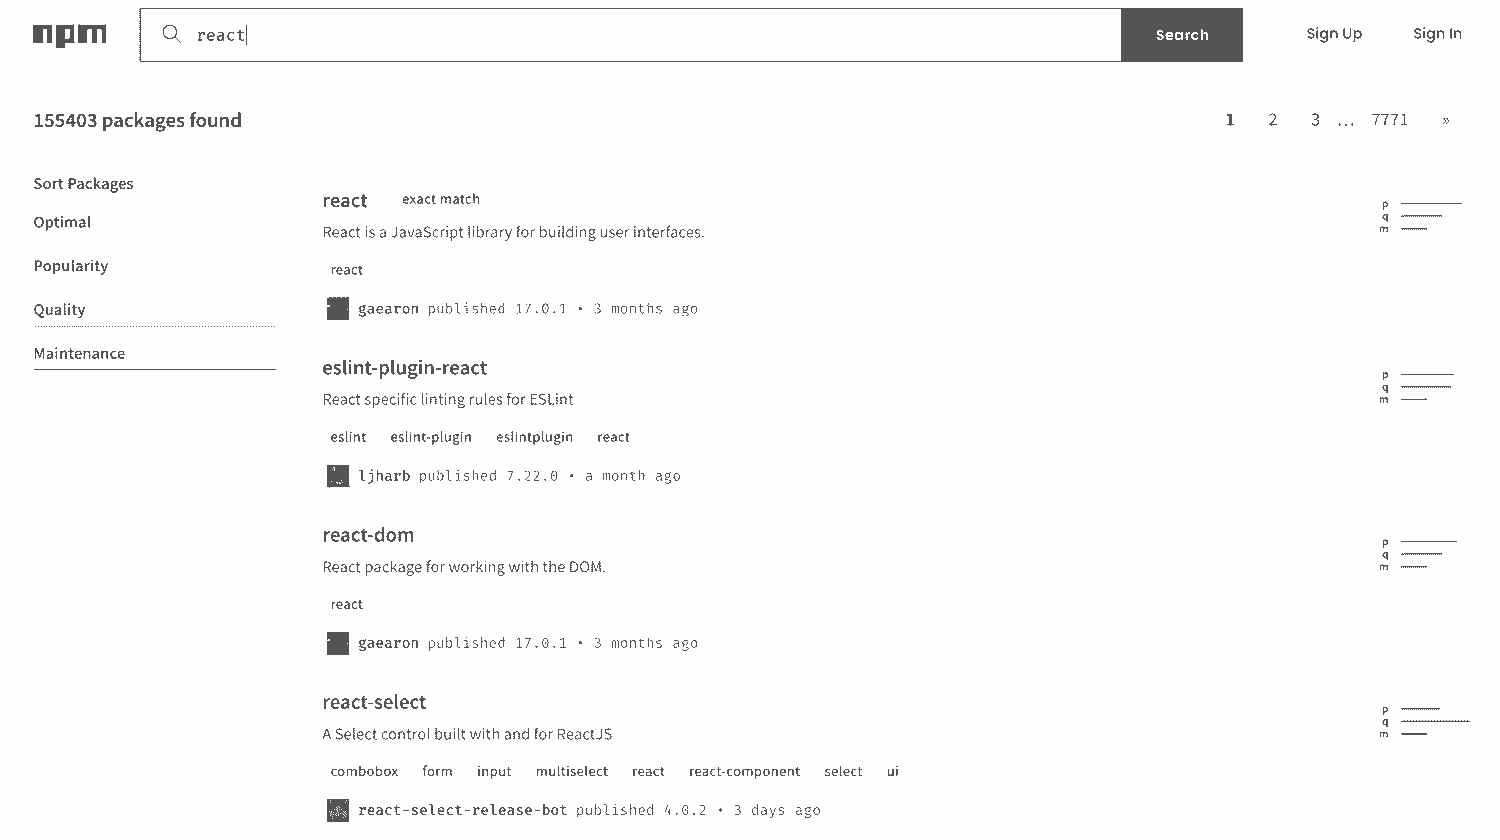 npm react Search Sign Up Sign In
155403 packages found 1 2 3 ... 7771 »
Sort Packages
Optimal
Popularity
Quality
Maintenance
react exact match
React is a JavaScript library for building user interfaces.
react
gaearon published 17.0.1 • 3 months ago
p
q
m
eslint-plugin-react
React specific linting rules for ESLint
eslint eslint-plugin eslintplugin react
ljharb published 7.22.0 • a month ago
p
q
m
react-dom
React package for working with the DOM.
react
gaearon published 17.0.1 • 3 months ago
p
q
m
react-select
A Select control built with and for ReactJS
combobox form input multiselect react react-component select ui
react-select-release-bot published 4.0.2 • 3 days ago
p
q
m